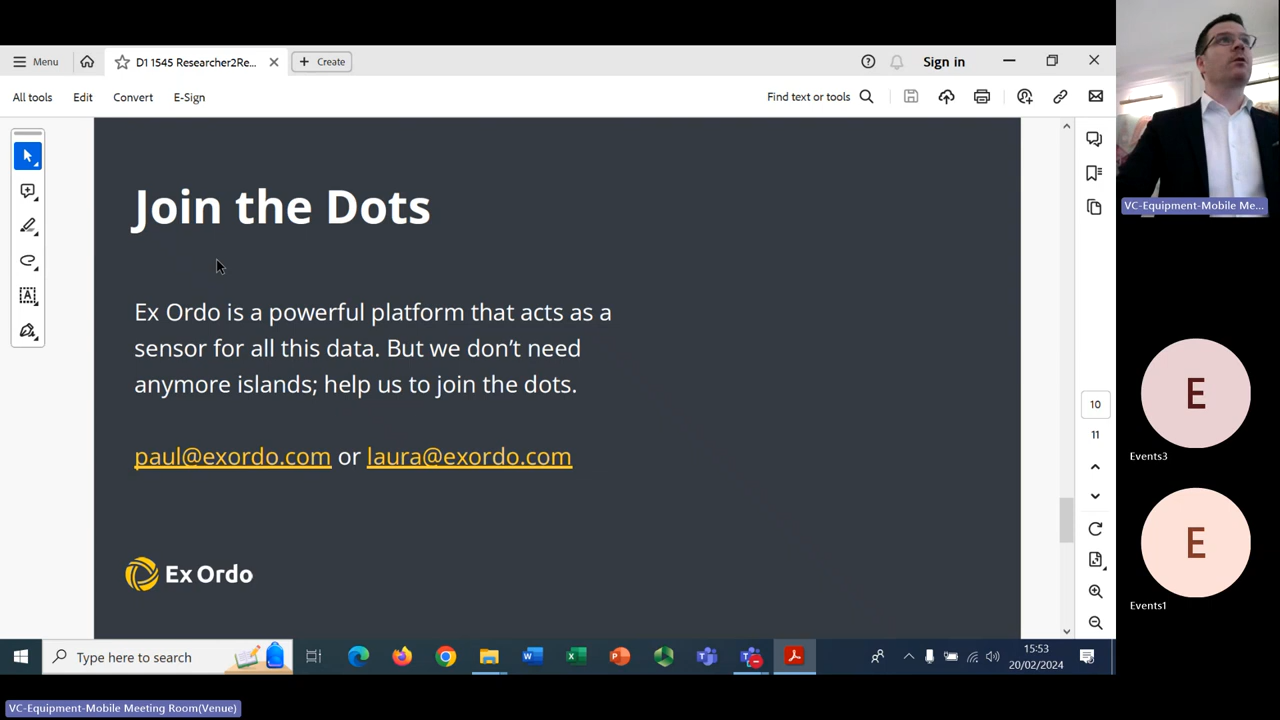 Menu
D1 1545 Researcher2Re...
Create
Sign in
All tools
Edit
Convert
E-Sign
Find text or tools
Join the Dots
Ex Ordo is a powerful platform that acts as a
sensor for all this data. But we don’t need
anymore islands; help us to join the dots.
paul@exordo.com or laura@exordo.com
Ex Ordo
10
11
VC-Equipment-Mobile Me...
E
Events3
E
Events1
Type here to search
15:53
20/02/2024
VC-Equipment-Mobile Meeting Room(Venue)